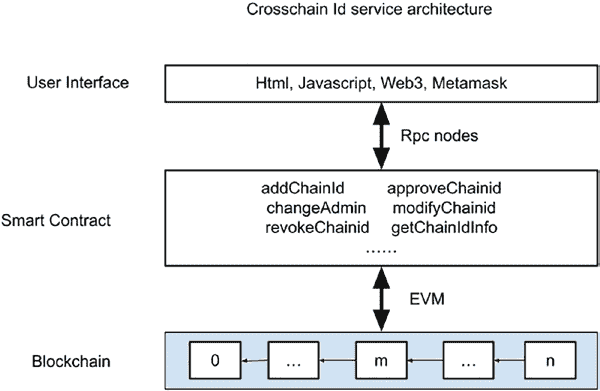 Crosschain Id service architecture
User Interface
Html, Javascript, Web3, Metamask
Rpc nodes
Smart Contract
addChainId approveChainid
changeAdmin modifyChainid
revokeChainid getChainIdInfo
......
EVM
Blockchain
0 ... m ... n